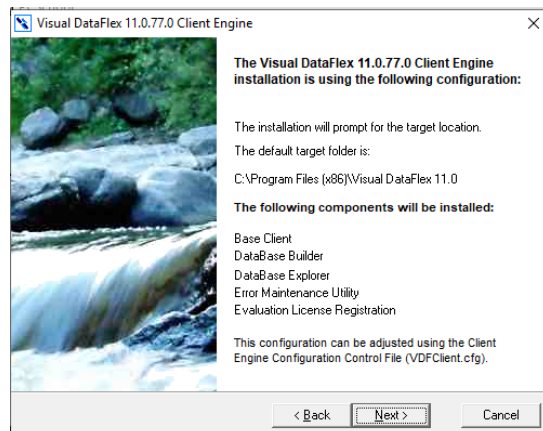 Visual DataFlex 11.0.77.0 Client Engine
The Visual DataFlex 11.0.77.0 Client Engine
installation is using the following configuration:
The installation will prompt for the target location.
The default target folder is:
C:\Program Files (x86)\Visual DataFlex 11.0
The following components will be installed:
Base Client
DataBase Builder
DataBase Explorer
Error Maintenance Utility
Evaluation License Registration
This configuration can be adjusted using the Client
Engine Configuration Control File (VDFClient.cfg).
< Back
Next >
Cancel